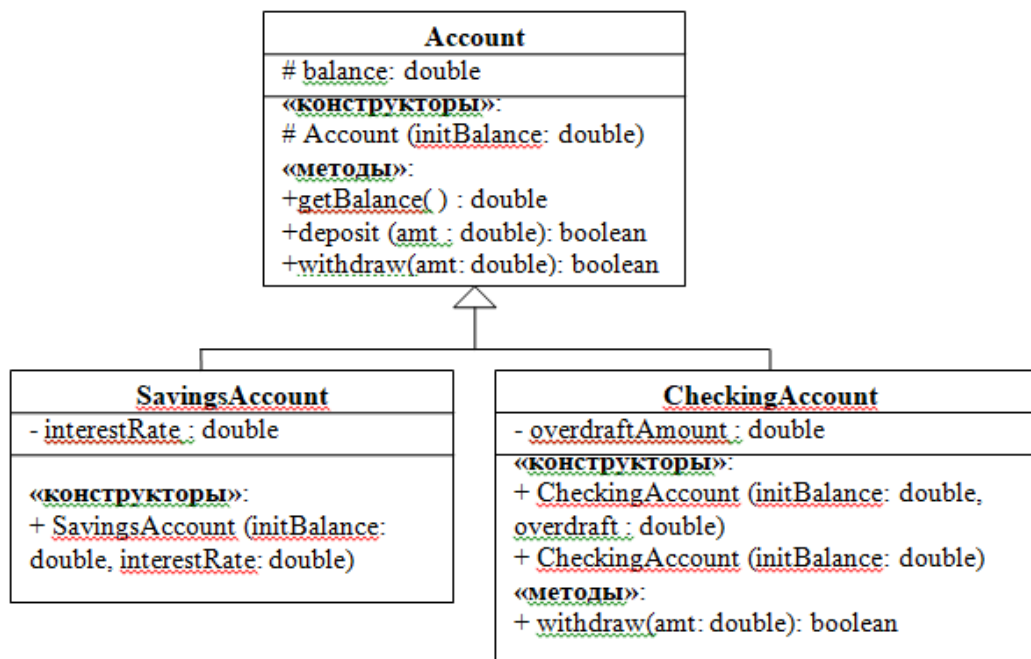 Account
# balance: double
«конструкторы»:
# Account (initBalance: double)
«методы»:
+getBalance( ) : double
+deposit (amt : double): boolean
+withdraw(amt: double): boolean
SavingsAccount
- interestRate : double
«конструкторы»:
+ SavingsAccount (initBalance:
double, interestRate: double)
CheckingAccount
- overdraftAmount : double
«конструкторы»:
+ CheckingAccount (initBalance: double,
overdraft : double)
+ CheckingAccount (initBalance: double)
«методы»:
+ withdraw(amt: double): boolean